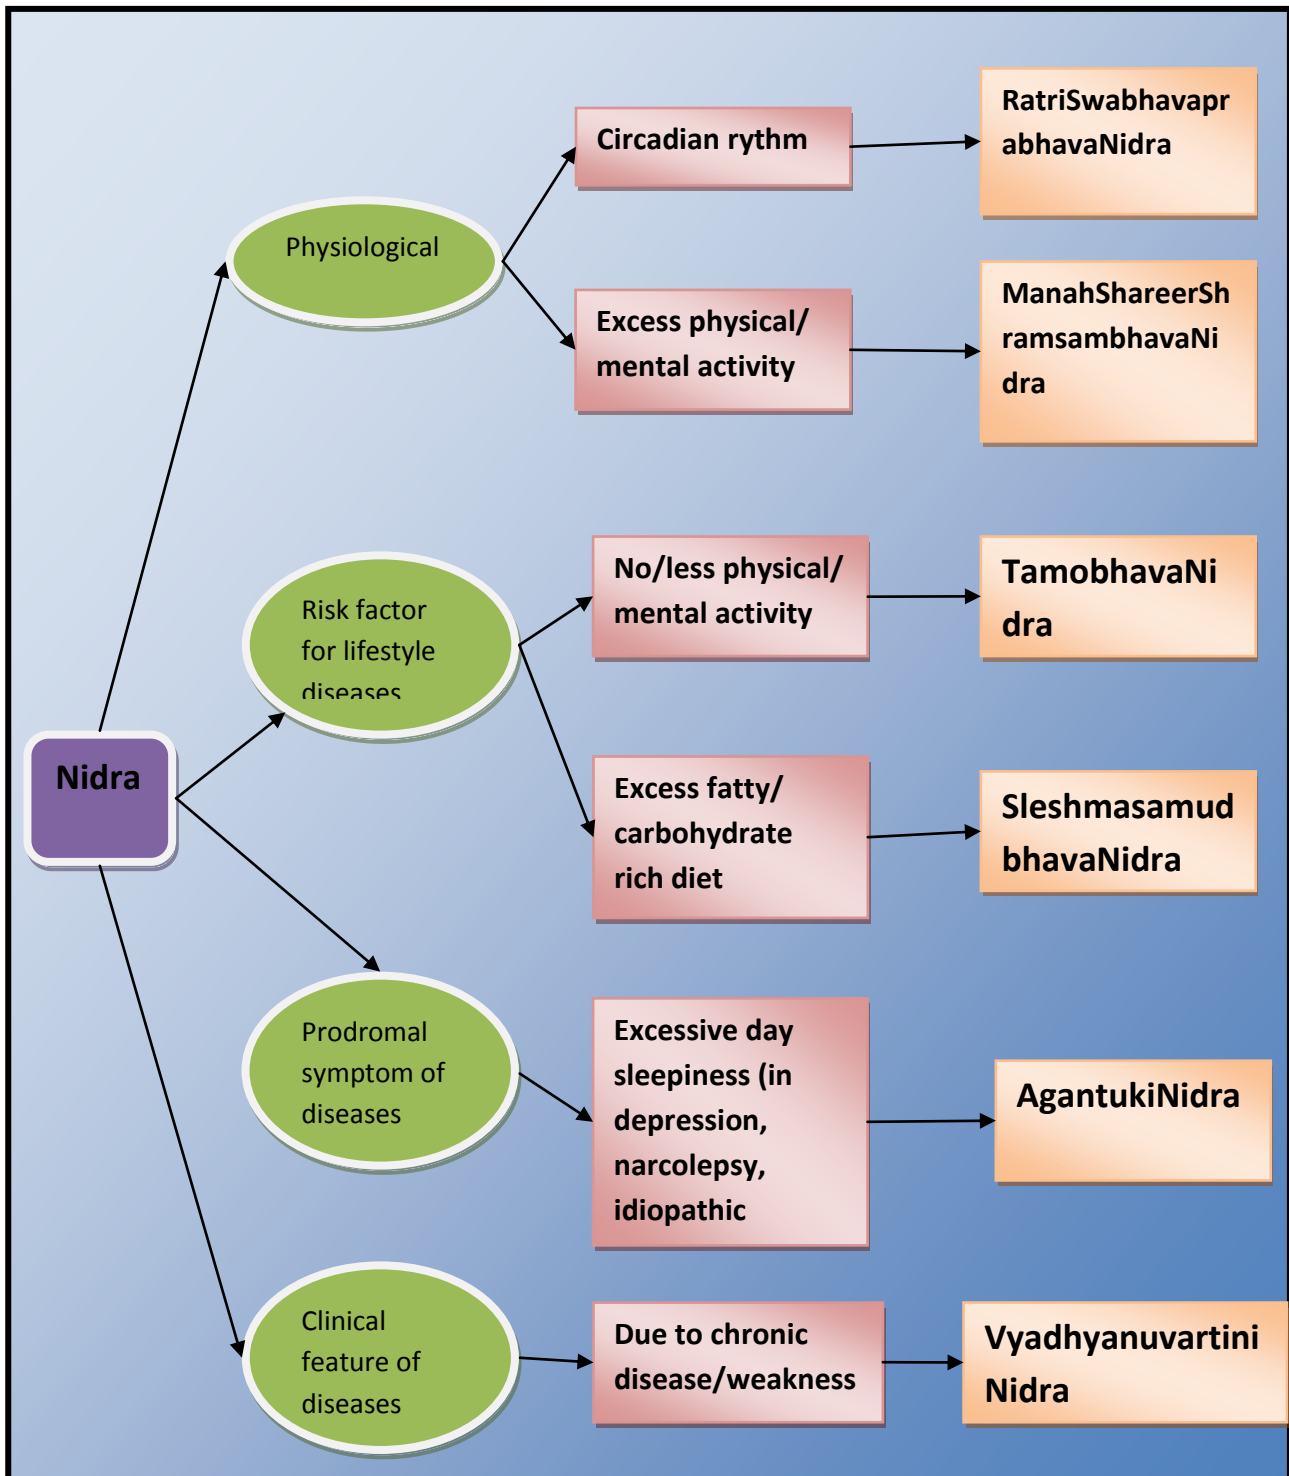 Nidra
Physiological
Circadian rythm
RatriSwabhavapr
abhavaNidra
Excess physical/
mental activity
ManahShareerSh
ramsambhavaNi
dra
Risk factor
for lifestyle
diseases
No/less physical/
mental activity
TamobhavaNi
dra
Excess fatty/
carbohydrate
rich diet
Sleshmasamud
bhavaNidra
Prodromal
symptom of
diseases
Excessive day
sleepiness (in
depression,
narcolepsy,
idiopathic
AgantukiNidra
Clinical
feature of
diseases
Due to chronic
disease/weakness
Vyadhyanuvartini
Nidra